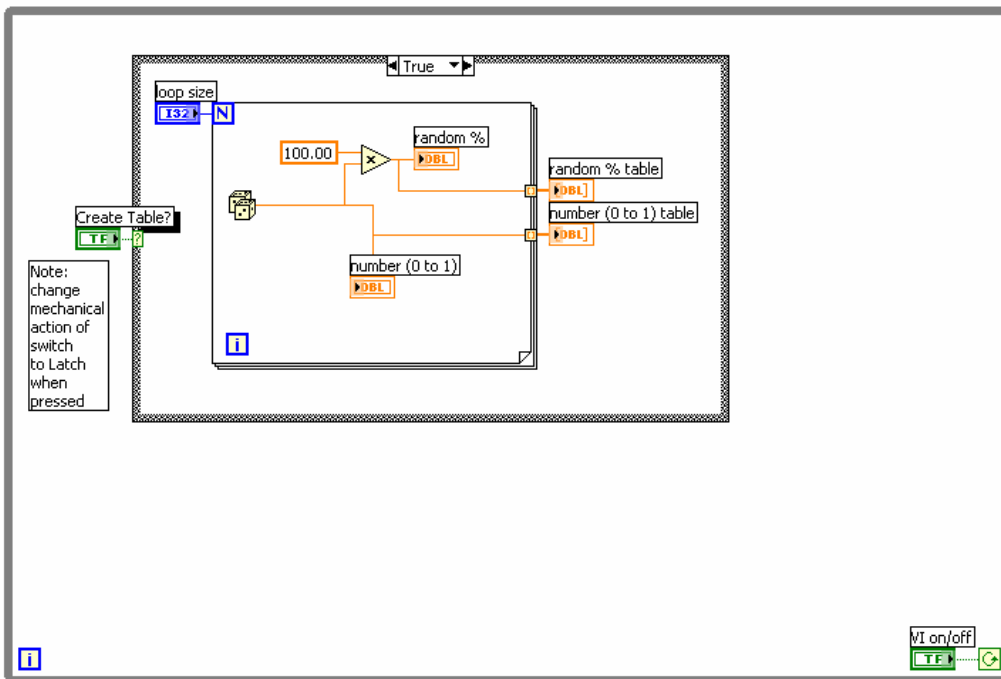 True
loop size
I32
N
random %
100.00
x
DBL
random % table
DBL]
number (0 to 1) table
DBL]
Create Table?
TF
?
number (0 to 1)
DBL
Note:
change
mechanical
action of
switch
to Latch
when
pressed
i
VI on/off
TF
i